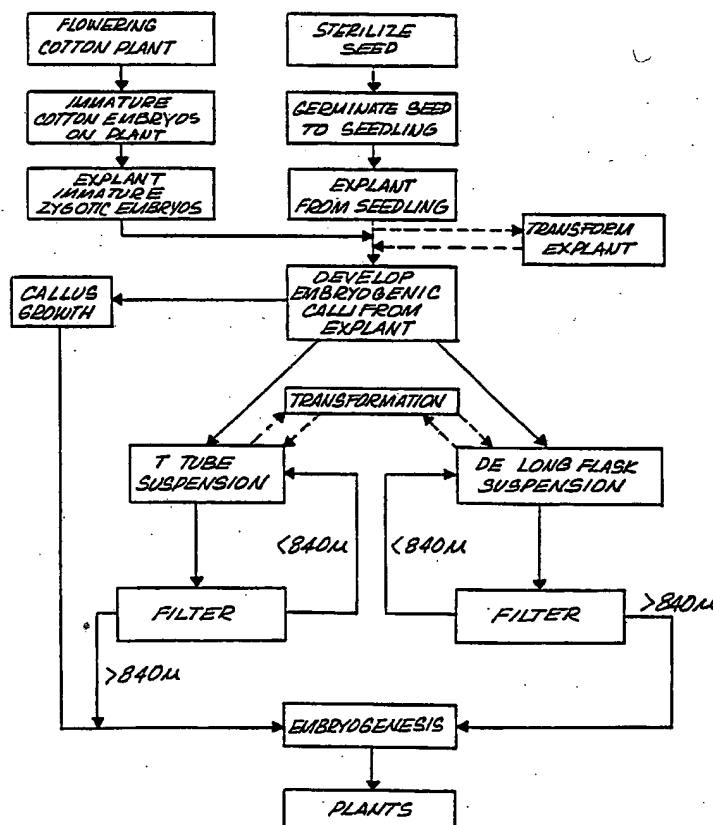 FLOWERING
COTTON PLANT
STERILIZE
SEED
IMMATURE
COTTON EMBRYOS
ON PLANT
GERMINATE SEED
TO SEEDLING
EXPLANT
IMMATURE
ZYGOTIC EMBRYOS
EXPLANT
FROM SEEDLING
TRANSFORM
EXPLANT
CALLUS
GROWTH
DEVELOP
EMBRYOGENIC
CALLI FROM
EXPLANT
TRANSFORMATION
T TUBE
SUSPENSION
DE LONG FLASK
SUSPENSION
<840µ
<840µ
FILTER
FILTER
>840µ
>840µ
EMBRYOGENESIS
PLANTS